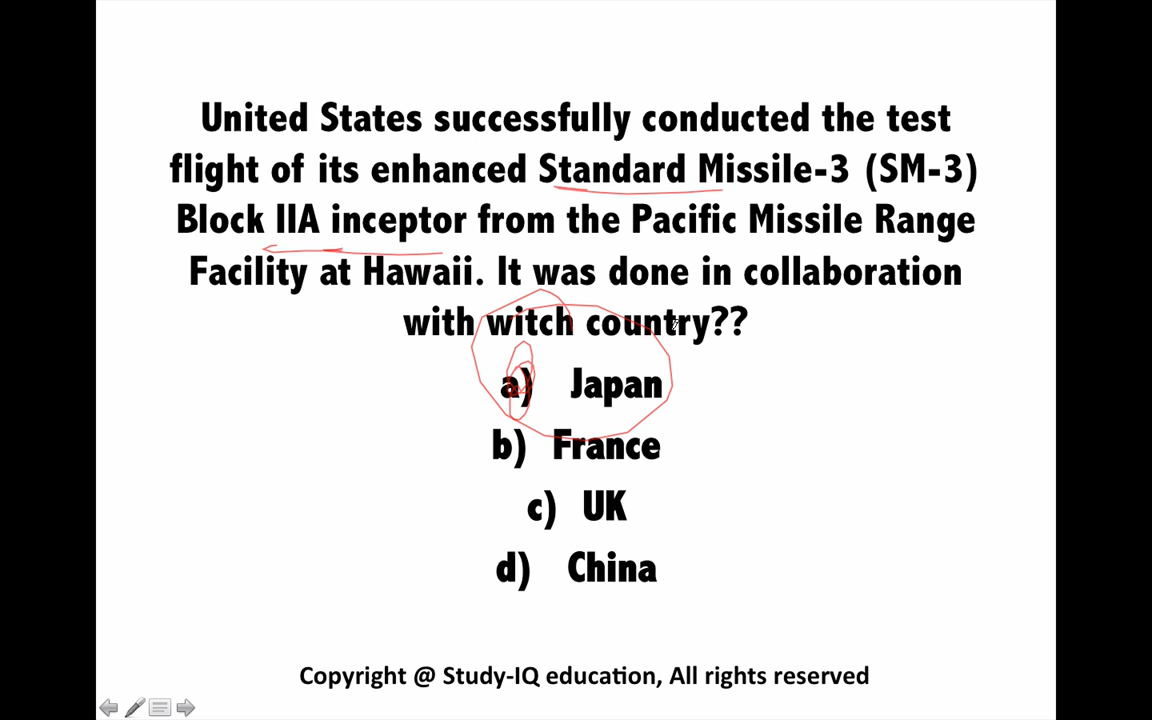 United States successfully conducted the test
flight of its enhanced Standard Missile-3 (SM-3)
Block IIA inceptor from the Pacific Missile Range
Facility at Hawaii. It was done in collaboration
with witch country??
a) Japan
b) France
c) UK
d) China
Copyright @ Study-IQ education, All rights reserved